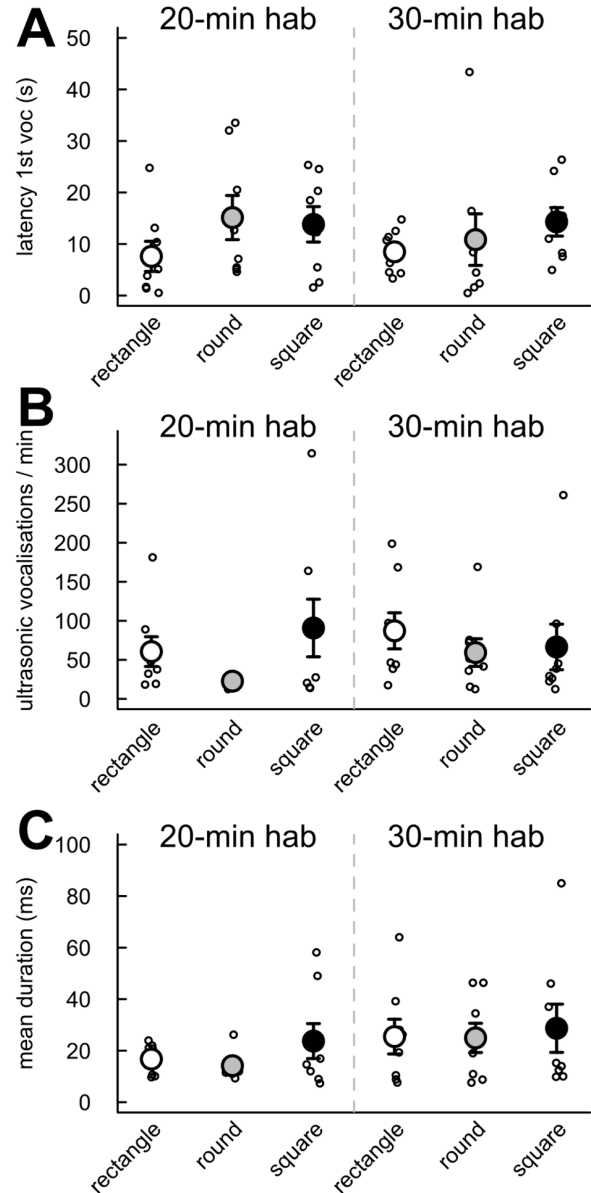 A
20-min hab 30-min hab
latency 1st voc (s)
50
40
30
20
10
0
rectangle round square rectangle round square
B
20-min hab 30-min hab
ultrasonic vocalisations / min
300
250
200
150
100
50
0
rectangle round square rectangle round square
C
20-min hab 30-min hab
mean duration (ms)
100
80
60
40
20
0
rectangle round square rectangle round square